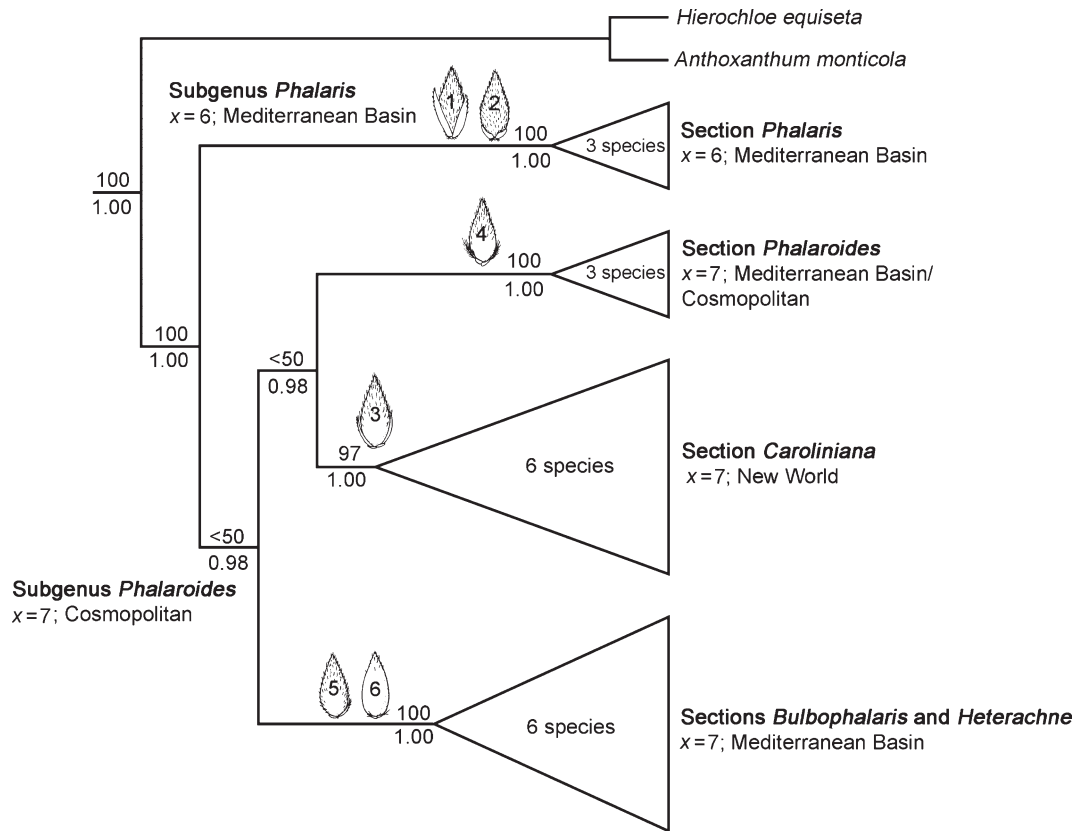 Hierochloe equiseta
Anthoxanthum monticola
Subgenus Phalaris
x=6; Mediterranean Basin
1
2
100
1.00
3 species
Section Phalaris
x=6; Mediterranean Basin
100
1.00
4
100
1.00
3 species
Section Phalaroides
x=7; Mediterranean Basin/
Cosmopolitan
100
1.00
<50
0.98
3
97
1.00
6 species
Section Caroliniana
x=7; New World
<50
0.98
Subgenus Phalaroides
x=7; Cosmopolitan
5
6
100
1.00
6 species
Sections Bulbophalaris and Heterachne
x=7; Mediterranean Basin